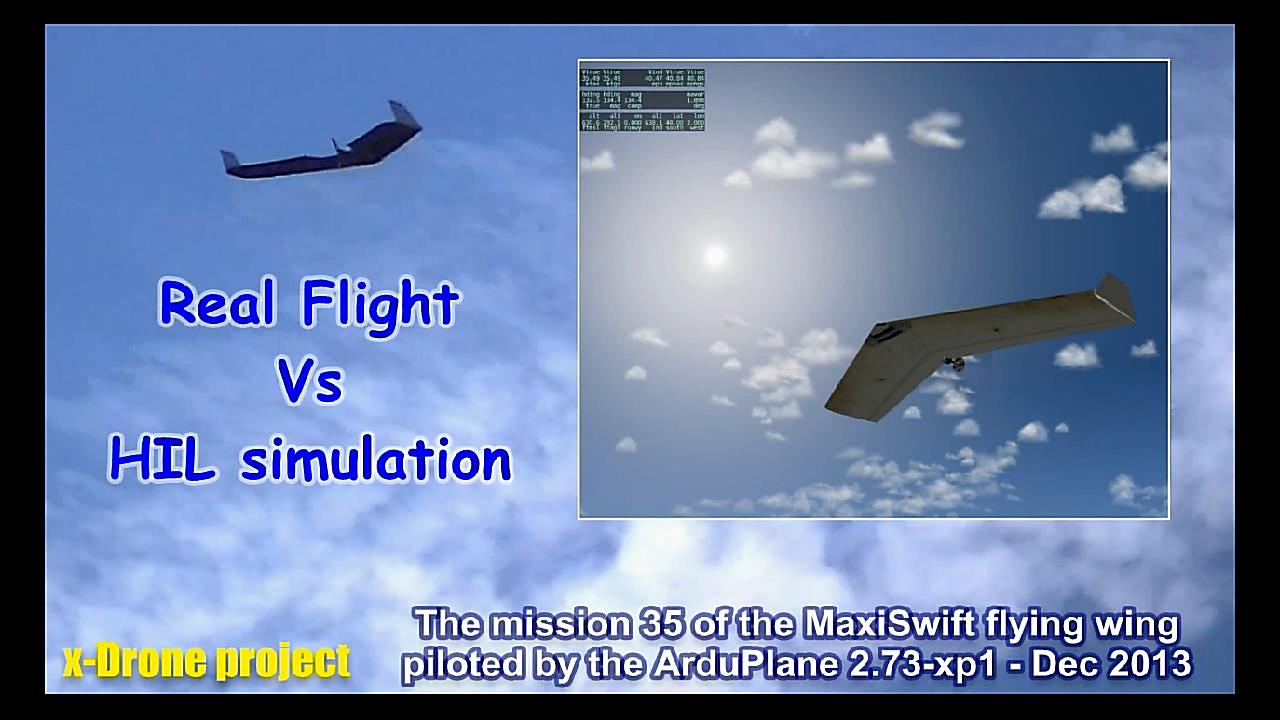 Real Flight
Vs
HIL simulation
x-Drone project
The mission 35 of the MaxiSwift flying wing
piloted by the ArduPlane 2.73-xp1 - Dec 2013